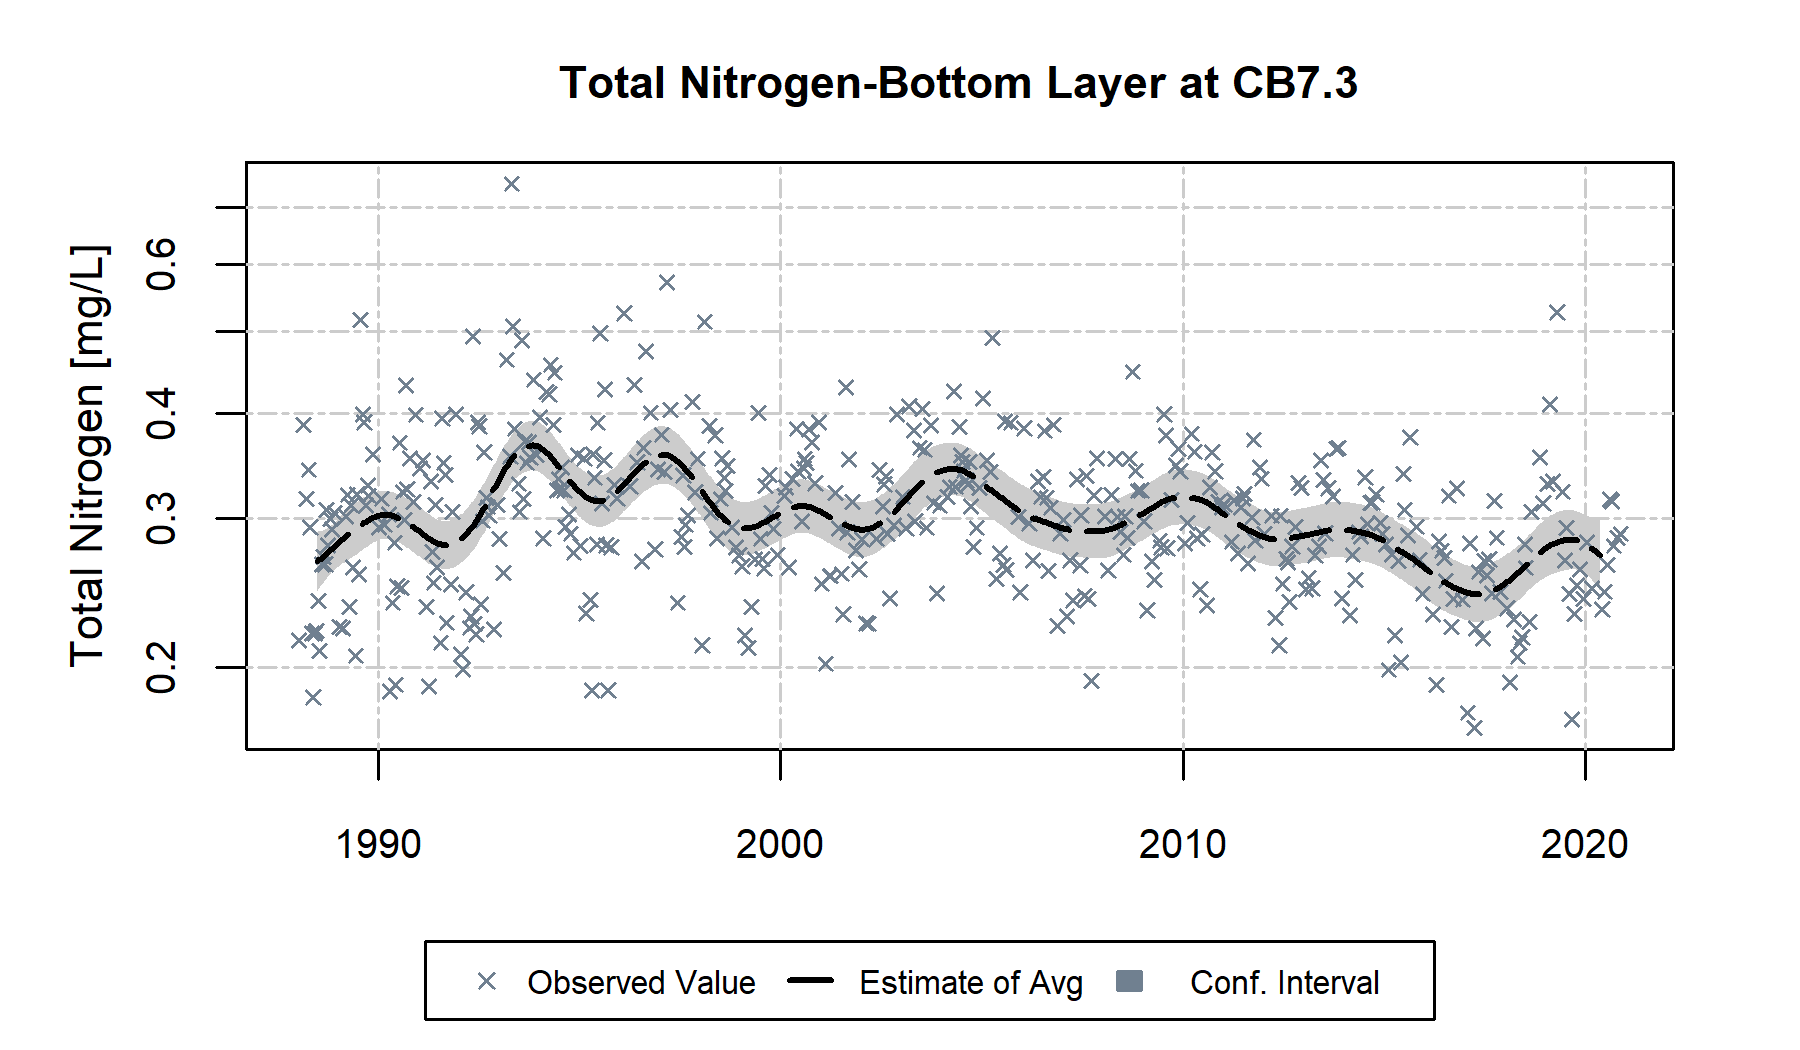 Total Nitrogen-Bottom Layer at CB7.3
Total Nitrogen [mg/L]
0.6
0.4
0.3
0.2
1990 2000 2010 2020
Observed Value Estimate of Avg Conf. Interval